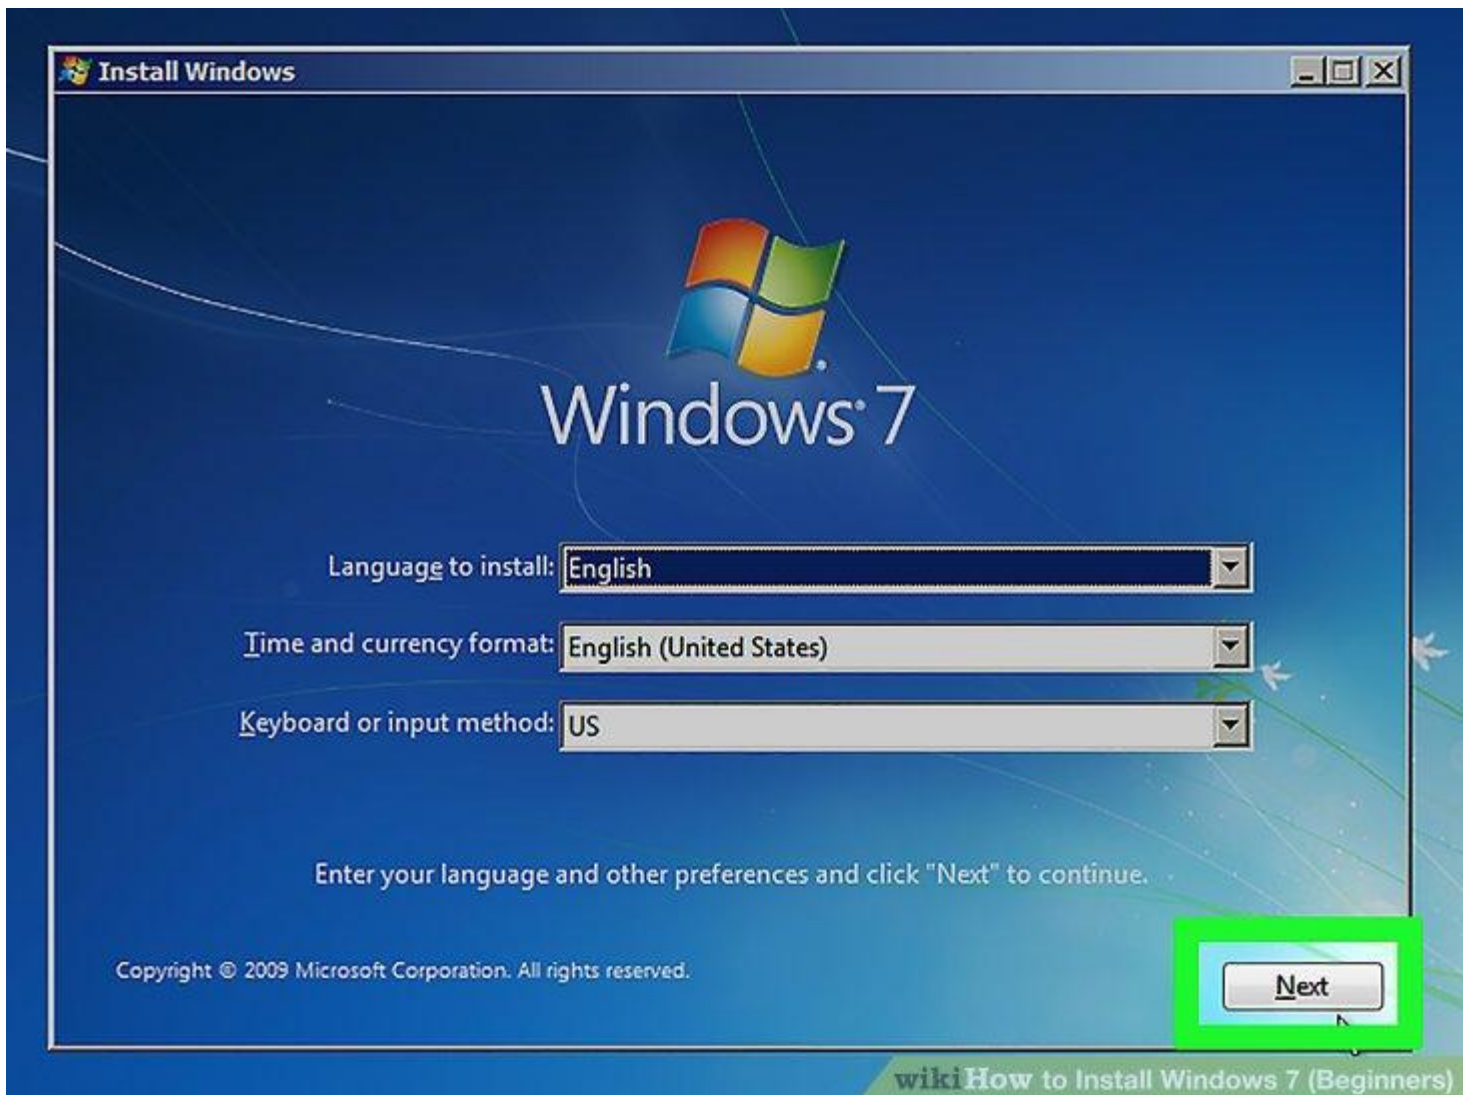 Install Windows
Windows® 7
Language to install: English
Time and currency format: English (United States)
Keyboard or input method: US
Enter your language and other preferences and click "Next" to continue.
Copyright © 2009 Microsoft Corporation. All rights reserved.
Next
wikiHow to Install Windows 7 (Beginners)